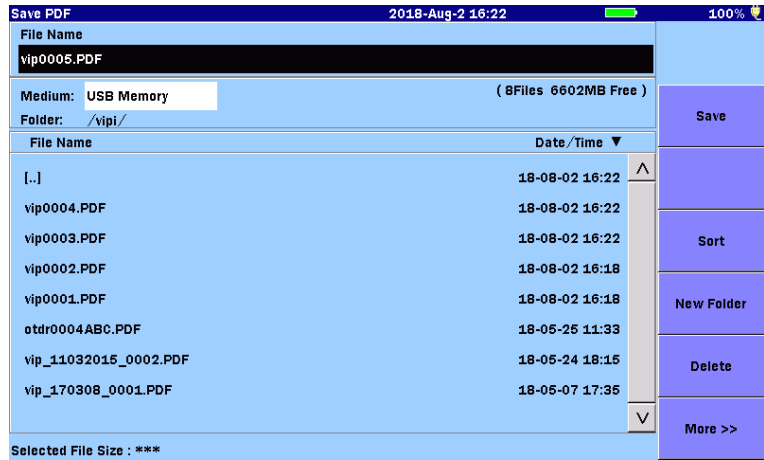 Save PDF 2018-Aug-2 16:22 100%
File Name
vip0005.PDF
Medium: USB Memory ( 8Files 6602MB Free )
Folder: /vipi/
File Name Date/Time ▼
[..] 18-08-02 16:22
vip0004.PDF 18-08-02 16:22
vip0003.PDF 18-08-02 16:22
vip0002.PDF 18-08-02 16:18
vip0001.PDF 18-08-02 16:18
otdr0004ABC.PDF 18-05-25 11:33
vip_11032015_0002.PDF 18-05-24 18:15
vip_170308_0001.PDF 18-05-07 17:35
Selected File Size : ***
Save
Sort
New Folder
Delete
More >>